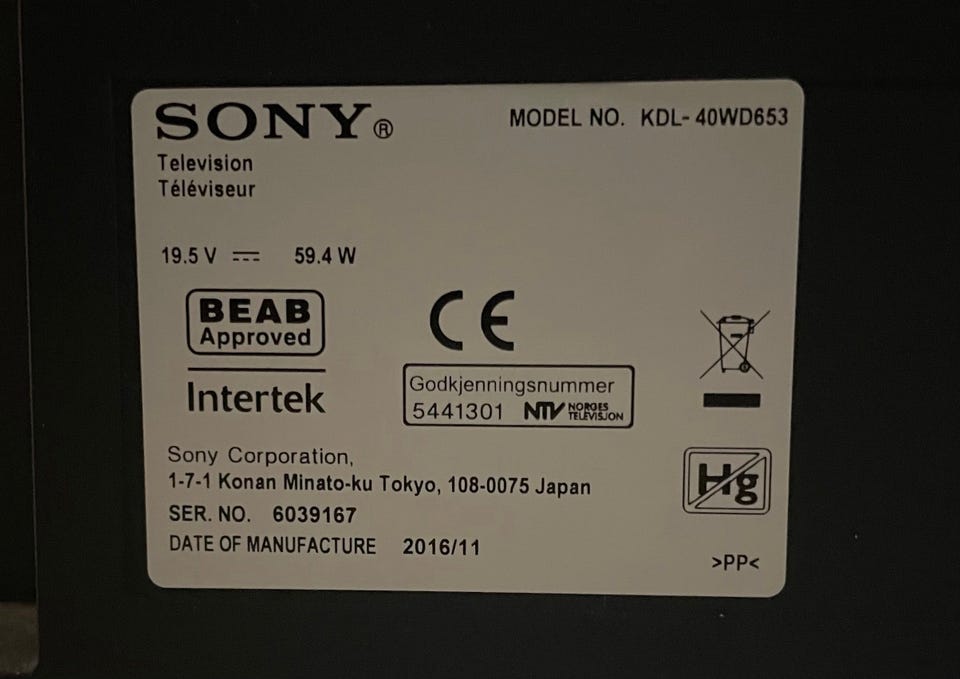 SONY®
MODEL NO. KDL-40WD653
Television
Téléviseur
19.5 V ⎓ 59.4 W
BEAB
Approved
Intertek
CE
Godkjenningsnummer
5441301 NTV NORGES
TELEVISJON
Sony Corporation,
1-7-1 Konan Minato-ku Tokyo, 108-0075 Japan
Hg
SER. NO. 6039167
DATE OF MANUFACTURE 2016/11
>PP<